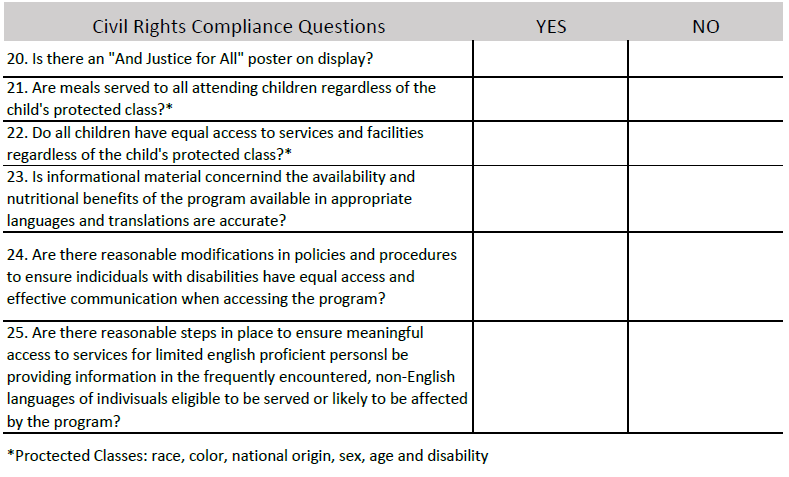 Civil Rights Compliance Questions YES NO
20. Is there an "And Justice for All" poster on display?
21. Are meals served to all attending children regardless of the
child's protected class?*
22. Do all children have equal access to services and facilities
regardless of the child's protected class?*
23. Is informational material concernind the availability and
nutritional benefits of the program available in appropriate
languages and translations are accurate?
24. Are there reasonable modifications in policies and procedures
to ensure indiciduals with disabilities have equal access and
effective communication when accessing the program?
25. Are there reasonable steps in place to ensure meaningful
access to services for limited english proficient personsl be
providing information in the frequently encountered, non-English
languages of indivisuals eligible to be served or likely to be affected
by the program?
*Proctected Classes: race, color, national origin, sex, age and disability